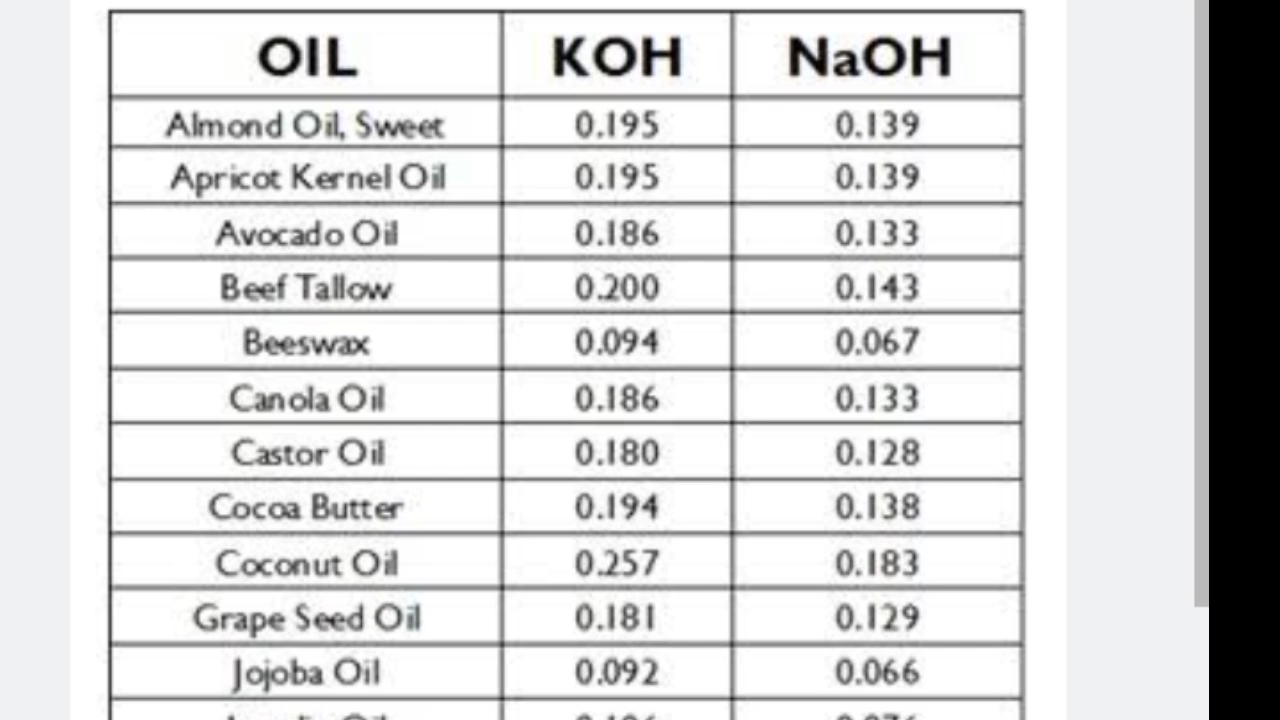 OIL KOH NaOH
Almond Oil, Sweet 0.195 0.139
Apricot Kernel Oil 0.195 0.139
Avocado Oil 0.186 0.133
Beef Tallow 0.200 0.143
Beeswax 0.094 0.067
Canola Oil 0.186 0.133
Castor Oil 0.180 0.128
Cocoa Butter 0.194 0.138
Coconut Oil 0.257 0.183
Grape Seed Oil 0.181 0.129
Jojoba Oil 0.092 0.066